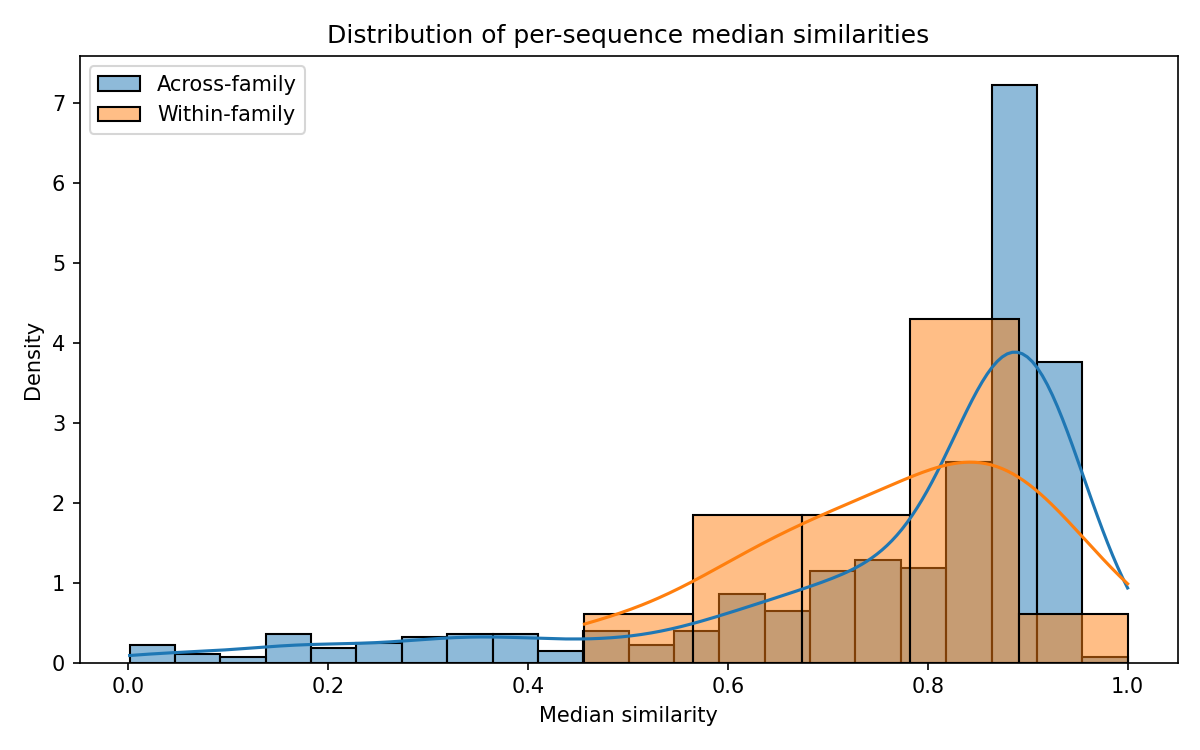 Distribution of per-sequence median similarities
Across-family
Within-family
7
6
5
4
3
2
1
0
Density
0.0 0.2 0.4 0.6 0.8 1.0
Median similarity